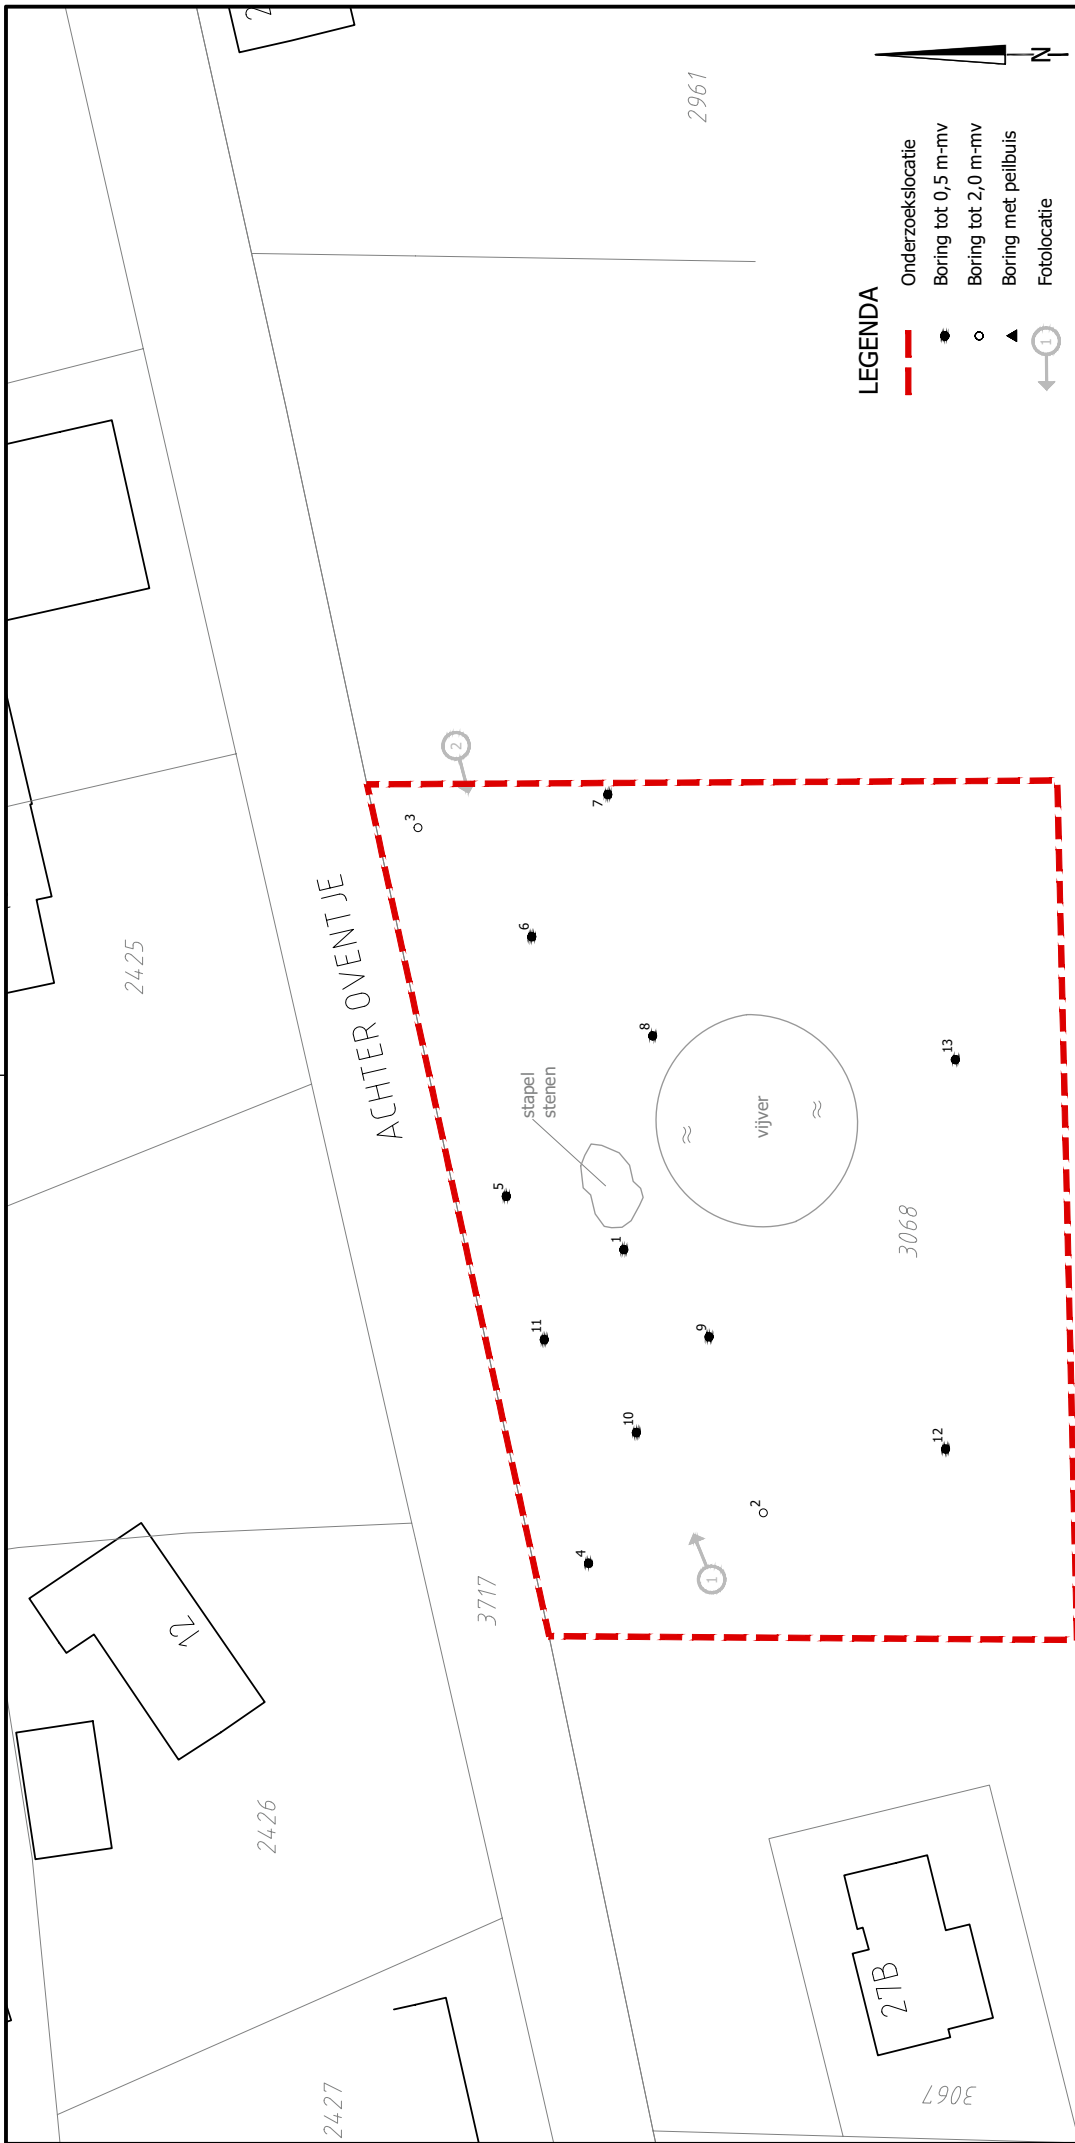 2427
2426
12
2425
2961
3717
ACHTER OVENTJE
27B
3067
3068
4
10
11
5
6
3
1
8
7
9
2
12
13
stapel
stenen
vijver
≈
≈
1
2
LEGENDA
Onderzoekslocatie
Boring tot 0,5 m-mv
Boring tot 2,0 m-mv
Boring met peilbuis
1 Fotolocatie
N